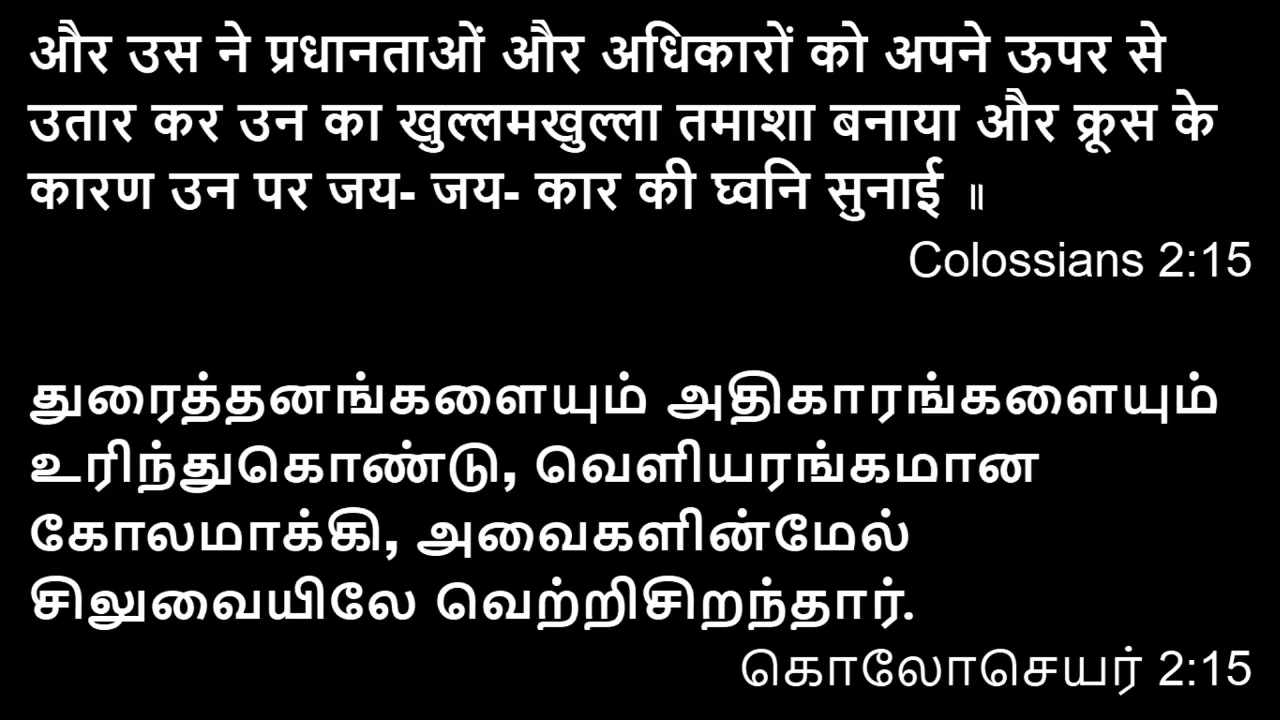 और उस ने प्रधानताओं और अधिकारों को अपने ऊपर से
उतार कर उन का खुल्लमखुल्ला तमाशा बनाया और क्रूस के
कारण उन पर जय- जय- कार की घ्वनि सुनाई ॥
Colossians 2:15
துரைத்தனங்களையும் அதிகாரங்களையும்
உரிந்துகொண்டு, வெளியரங்கமான
கோலமாக்கி, அவைகளின்மேல்
சிலுவையிலே வெற்றிசிறந்தார்.
கொலோசெயர் 2:15